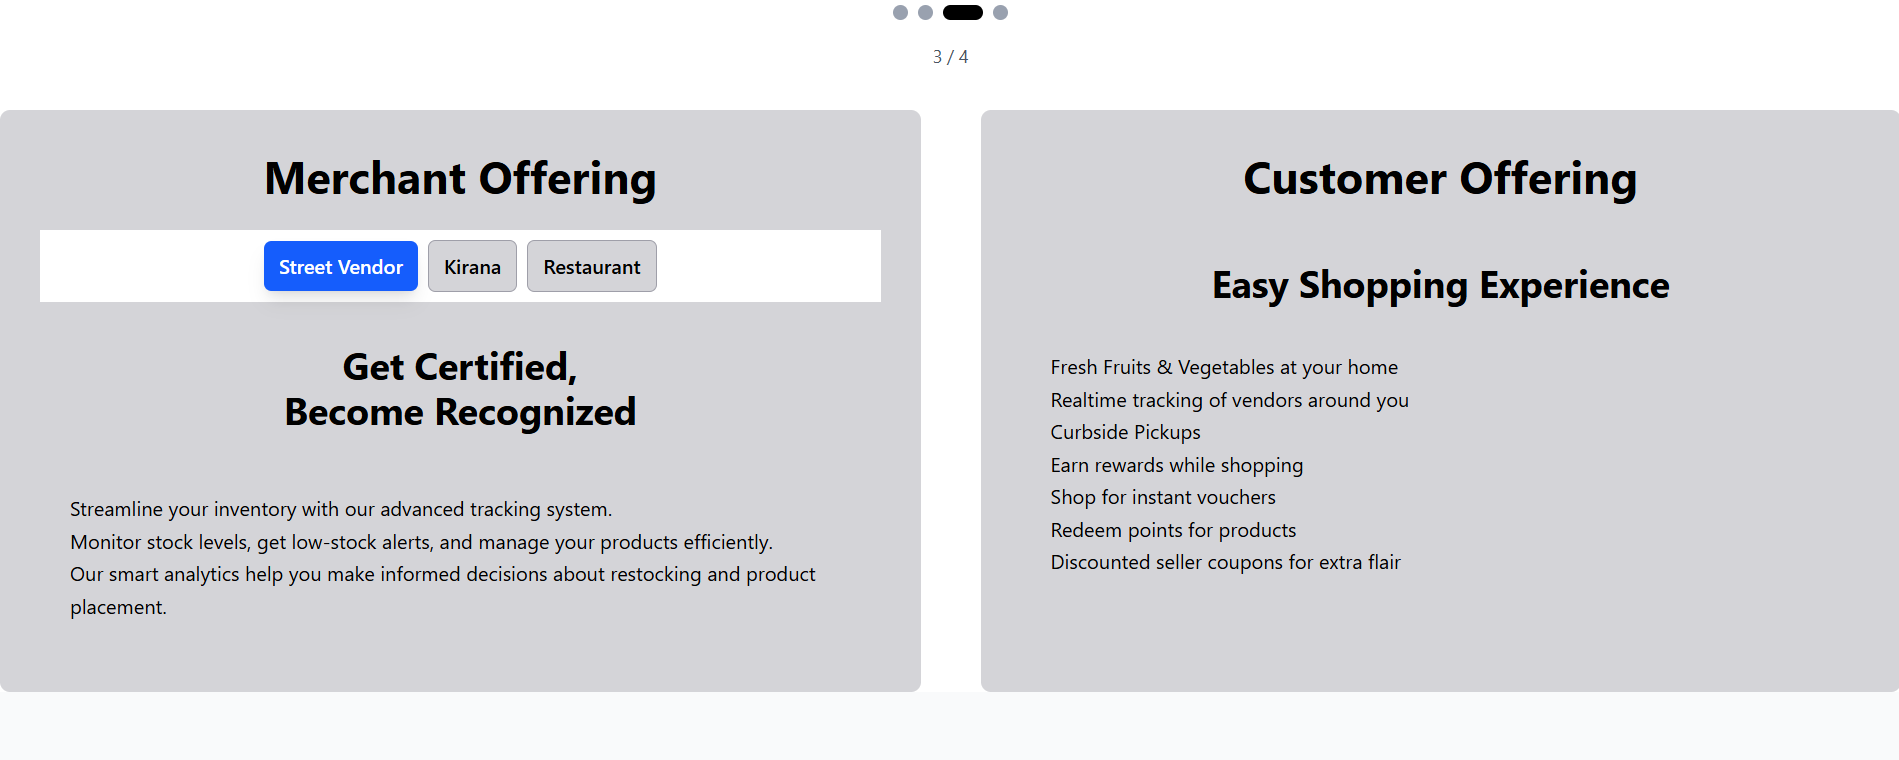 3 / 4
Merchant Offering
Street Vendor Kirana Restaurant
Get Certified,
Become Recognized
Streamline your inventory with our advanced tracking system.
Monitor stock levels, get low-stock alerts, and manage your products efficiently.
Our smart analytics help you make informed decisions about restocking and product
placement.
Customer Offering
Easy Shopping Experience
Fresh Fruits & Vegetables at your home
Realtime tracking of vendors around you
Curbside Pickups
Earn rewards while shopping
Shop for instant vouchers
Redeem points for products
Discounted seller coupons for extra flair